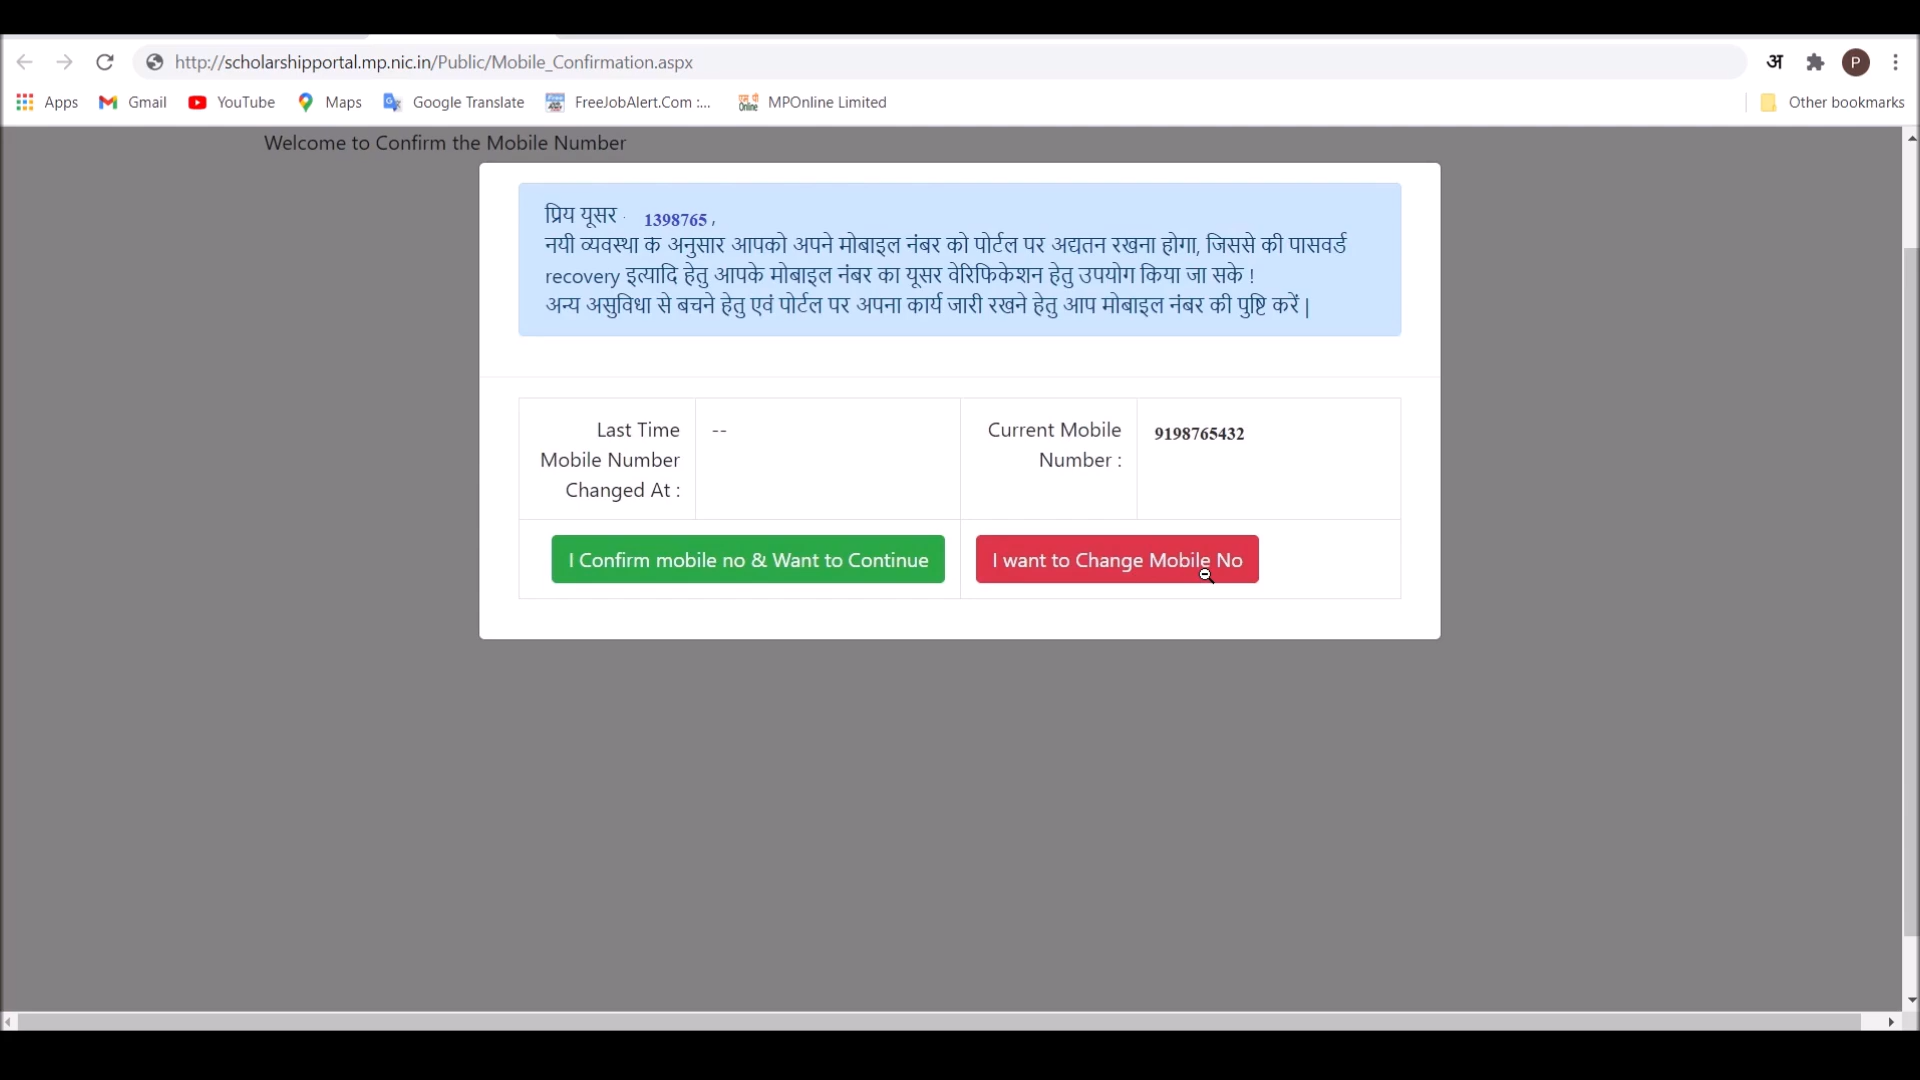 http://scholarshipportal.mp.nic.in/Public/Mobile_Confirmation.aspx
अ
P
Apps
Gmail
YouTube
Maps
Google Translate
FreeJobAlert.Com :...
MPOnline Limited
Other bookmarks
Welcome to Confirm the Mobile Number
प्रिय यूसर 1398765 ,
नयी व्यवस्था क अनुसार आपको अपने मोबाइल नंबर को पोर्टल पर अद्यतन रखना होगा, जिससे की पासवर्ड
recovery इत्यादि हेतु आपके मोबाइल नंबर का यूसर वेरिफिकेशन हेतु उपयोग किया जा सके !
अन्य असुविधा से बचने हेतु एवं पोर्टल पर अपना कार्य जारी रखने हेतु आप मोबाइल नंबर की पुष्टि करें |
Last Time
Mobile Number
Changed At :
--
Current Mobile
Number :
9198765432
I Confirm mobile no & Want to Continue
I want to Change Mobile No